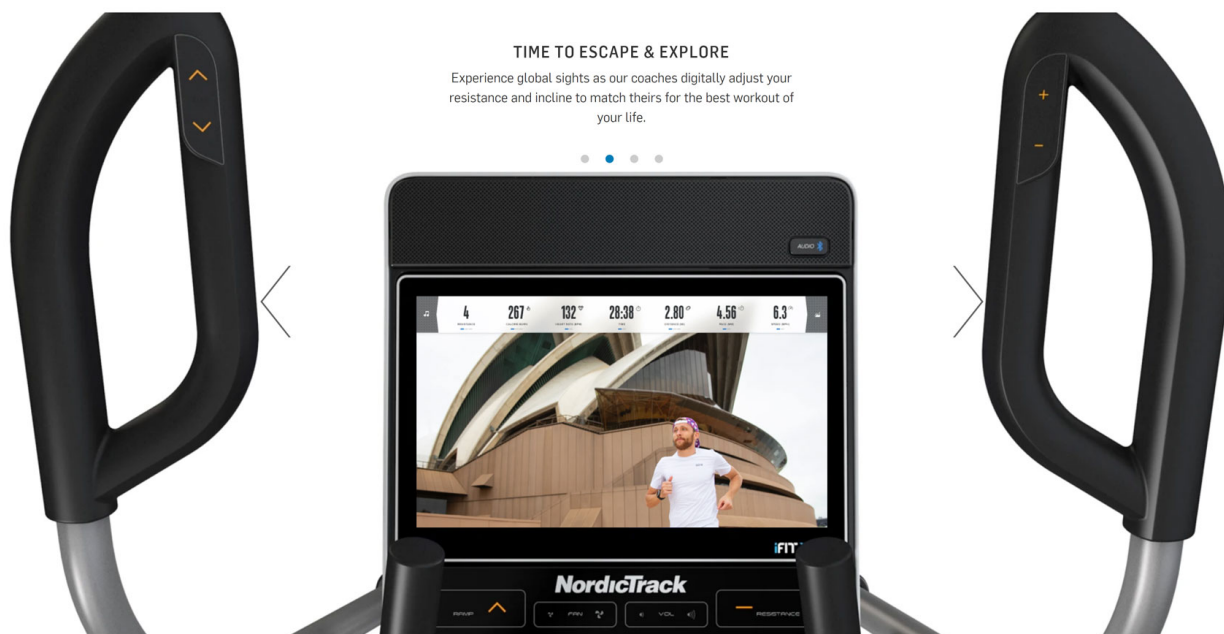 TIME TO ESCAPE & EXPLORE
Experience global sights as our coaches digitally adjust your
resistance and incline to match theirs for the best workout of
your life.
AUDIO
4 267 132 28:38 2.80 4.56 6.3
iFIT
NordicTrack
RAMP FAN VOL RESISTANCE